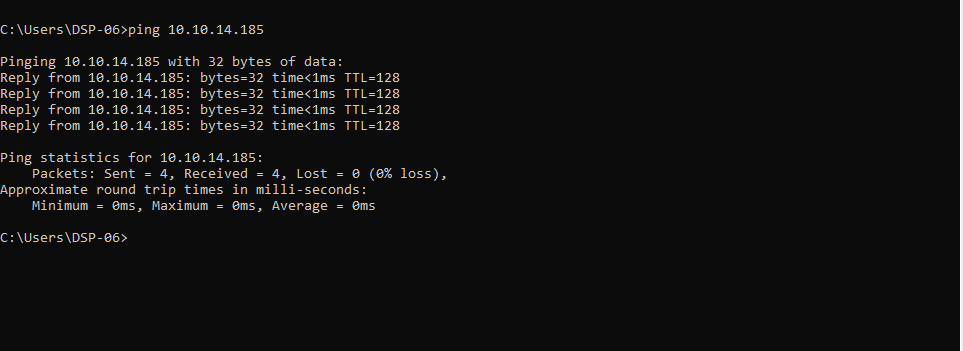 C:\Users\DSP-06>ping 10.10.14.185
Pinging 10.10.14.185 with 32 bytes of data:
Reply from 10.10.14.185: bytes=32 time<1ms TTL=128
Reply from 10.10.14.185: bytes=32 time<1ms TTL=128
Reply from 10.10.14.185: bytes=32 time<1ms TTL=128
Reply from 10.10.14.185: bytes=32 time<1ms TTL=128
Ping statistics for 10.10.14.185:
    Packets: Sent = 4, Received = 4, Lost = 0 (0% loss),
Approximate round trip times in milli-seconds:
    Minimum = 0ms, Maximum = 0ms, Average = 0ms
C:\Users\DSP-06>